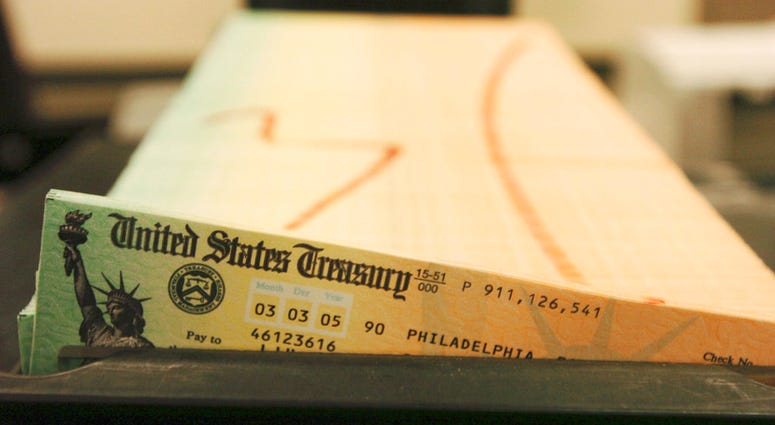 United States Treasury 15-51 000 P 911,126,541
Month Day Year
03 03 05 90 PHILADELPHIA,
Pay to 46123616
Check No.